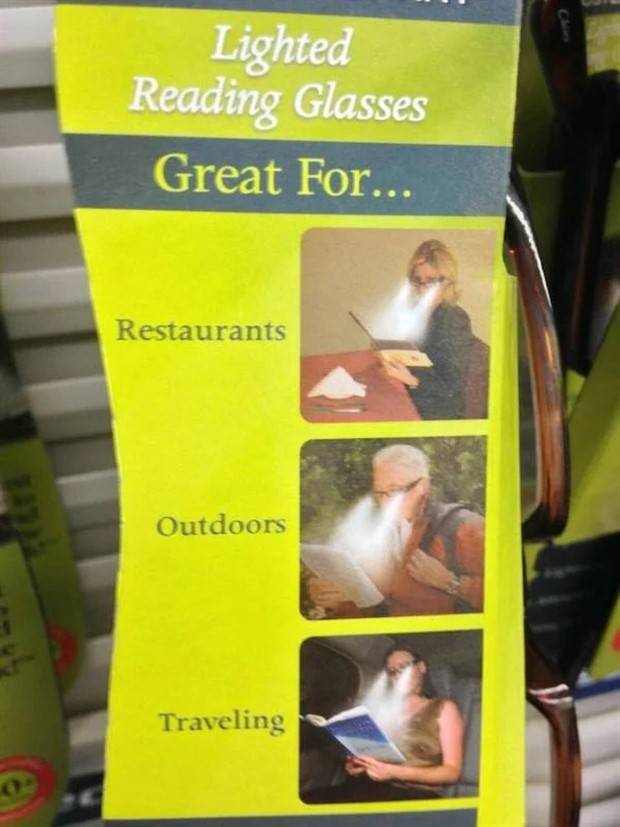 Lighted
Reading Glasses
Great For...
Restaurants
Outdoors
Traveling